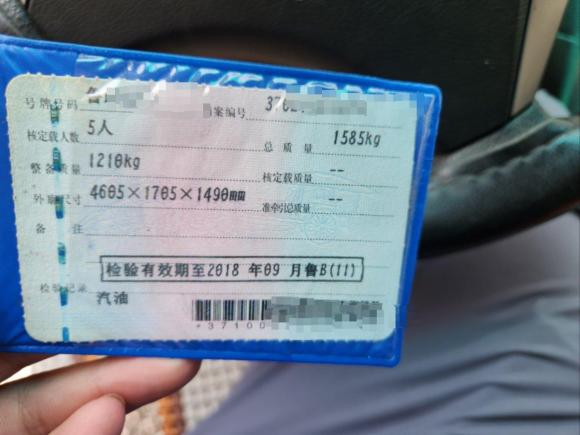 号牌号码 鲁 档案编号 3702
核定载人数 5人 总质量 1585kg
整备质量 1210kg 核定载质量 --
外廓尺寸 4605×1705×1490mm 准牵引总质量 --
备注
检验有效期至2018 年09 月鲁B(11)
检验记录
汽油
*37100